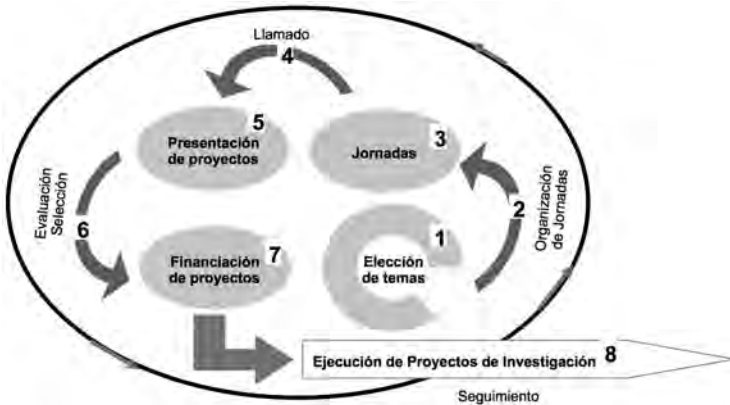 Llamado
4
5
Presentación
de proyectos
3
Jornadas
Evaluación
Selección
6
2
Organización
de Jornadas
1
Elección
de temas
7
Financiación
de proyectos
Ejecución de Proyectos de Investigación 8
Seguimiento